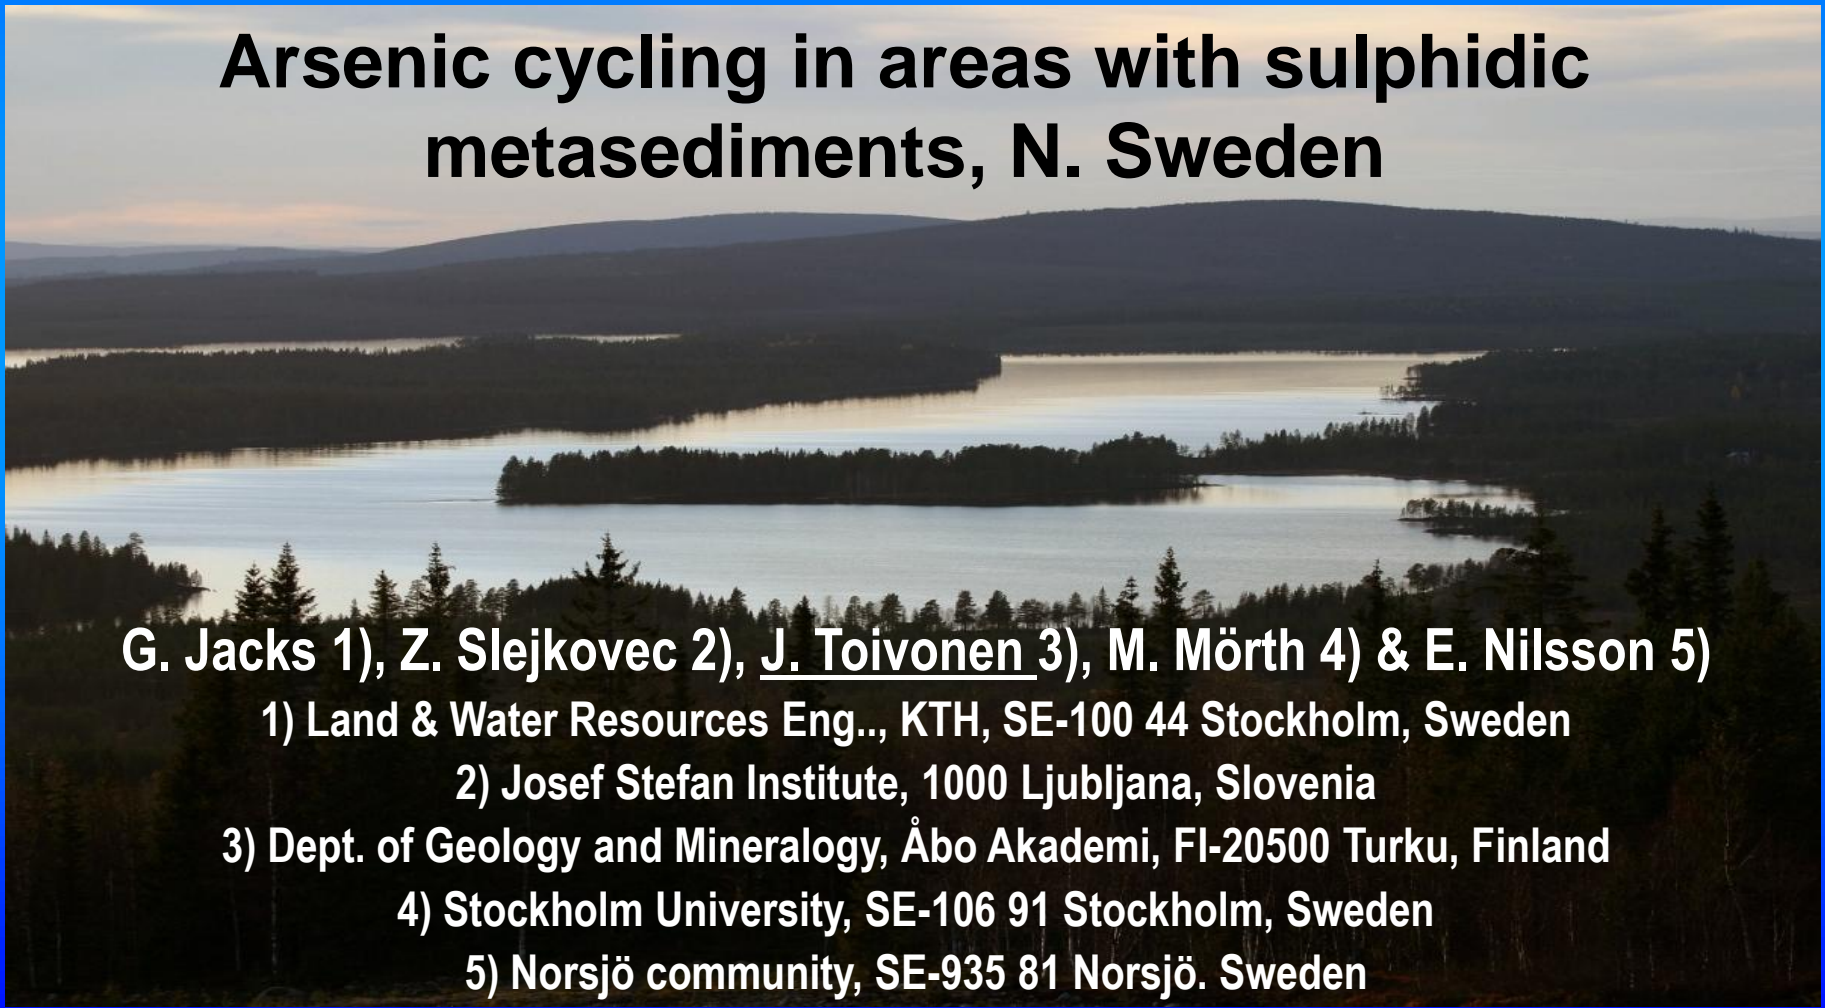 Arsenic cycling in areas with sulphidic
metasediments, N. Sweden
G. Jacks 1), Z. Slejkovec 2), J. Toivonen 3), M. Mörth 4) & E. Nilsson 5)
1) Land & Water Resources Eng.., KTH, SE-100 44 Stockholm, Sweden
2) Josef Stefan Institute, 1000 Ljubljana, Slovenia
3) Dept. of Geology and Mineralogy, Åbo Akademi, FI-20500 Turku, Finland
4) Stockholm University, SE-106 91 Stockholm, Sweden
5) Norsjö community, SE-935 81 Norsjö. Sweden